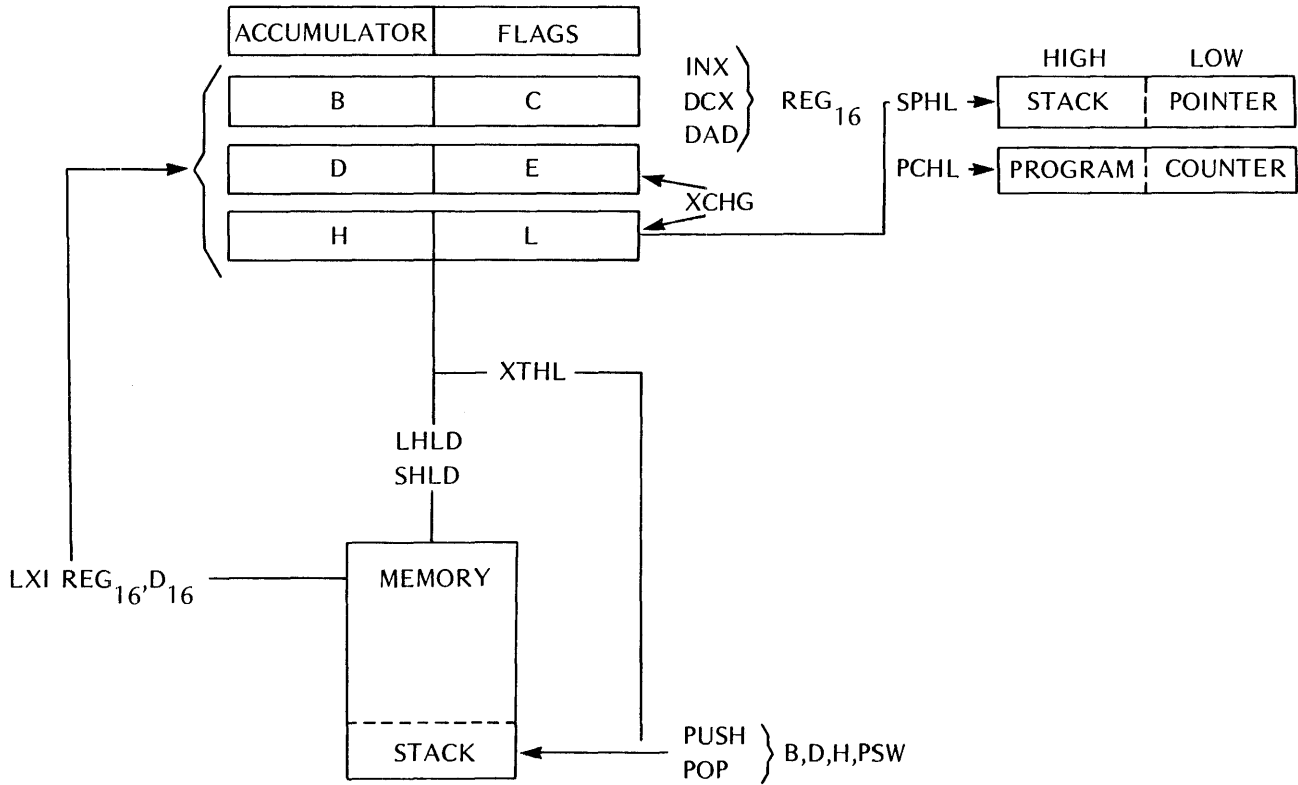 ACCUMULATOR FLAGS
HIGH LOW
INX
B C
DCX REG16
SPHL STACK POINTER
DAD
D E
PCHL PROGRAM COUNTER
XCHG
H L
XTHL
LHLD
SHLD
LXI REG16,D16
MEMORY
STACK
PUSH
POP
B,D,H,PSW